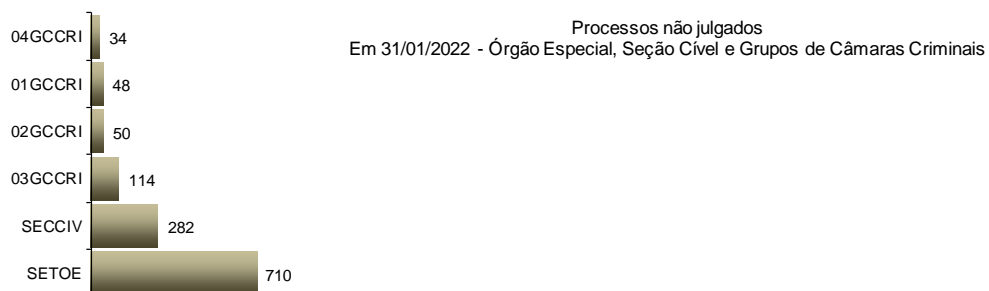 Processos não julgados
Em 31/01/2022 - Órgão Especial, Seção Cível e Grupos de Câmaras Criminais
04GCCRI 34
01GCCRI 48
02GCCRI 50
03GCCRI 114
SECCIV 282
SETOE 710